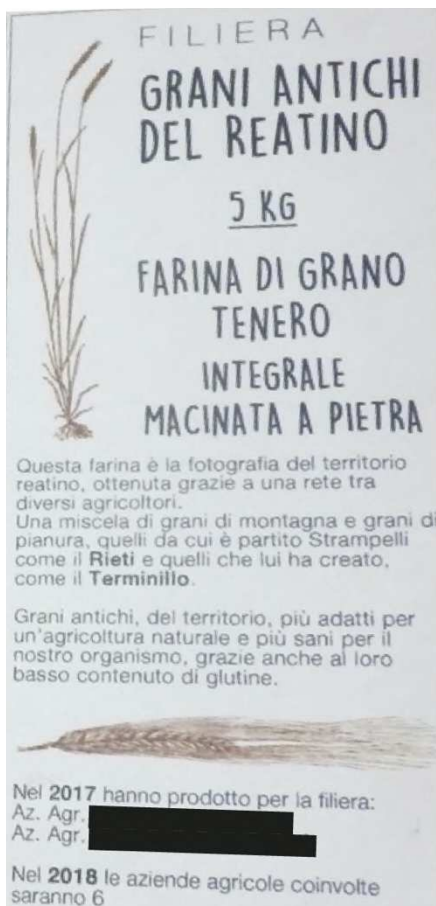 FILIERA
GRANI ANTICHI
DEL REATINO
5 KG
FARINA DI GRANO
TENERO
INTEGRALE
MACINATA A PIETRA
Questa farina è la fotografia del territorio
reatino, ottenuta grazie a una rete tra
diversi agricoltori.
Una miscela di grani di montagna e grani di
pianura, quelli da cui è partito Strampelli
come il Rieti e quelli che lui ha creato,
come il Terminillo.
Grani antichi, del territorio, più adatti per
un'agricoltura naturale e più sani per il
nostro organismo, grazie anche al loro
basso contenuto di glutine.
Nel 2017 hanno prodotto per la filiera:
Az. Agr.
Az. Agr.
Nel 2018 le aziende agricole coinvolte
saranno 6